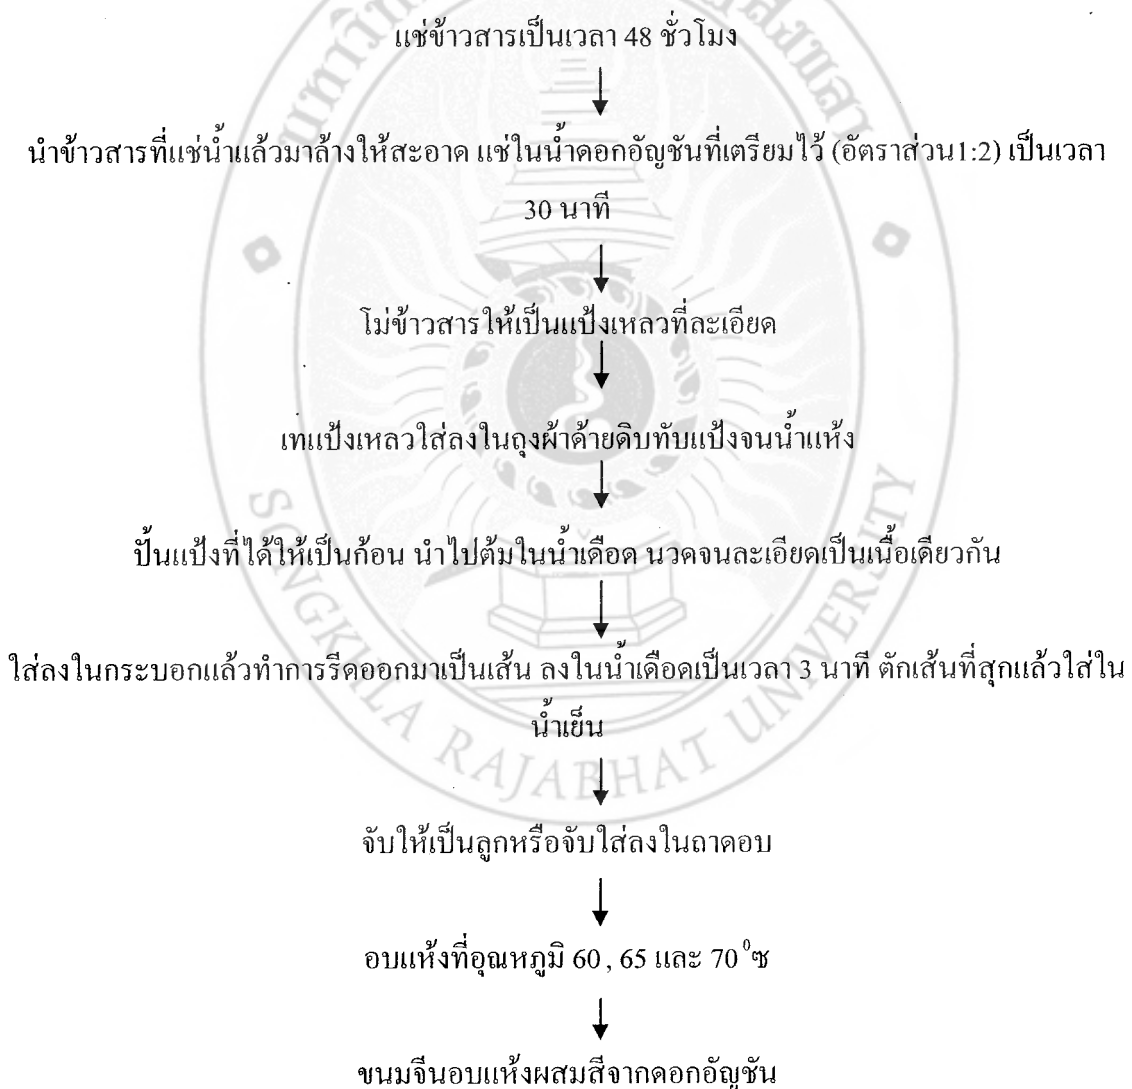 แช่ข้าวสารเป็นเวลา 48 ชั่วโมง
นำข้าวสารที่แช่น้ำแล้วมาล้างให้สะอาด แช่ในน้ำดอกอัญชันที่เตรียมไว้ (อัตราส่วน1:2) เป็นเวลา
30 นาที
โม่ข้าวสารให้เป็นแป้งเหลวที่ละเอียด
เทแป้งเหลวใส่ลงในถุงผ้าด้ายดิบทับแป้งจนน้ำแห้ง
ปั้นแป้งที่ได้ให้เป็นก้อน นำไปต้มในน้ำเดือด นวดจนละเอียดเป็นเนื้อเดียวกัน
ใส่ลงในกระบอกแล้วทำการรีดออกมาเป็นเส้น ลงในน้ำเดือดเป็นเวลา 3 นาที ตักเส้นที่สุกแล้วใส่ใน
น้ำเย็น
จับให้เป็นลูกหรือจับใส่ลงในถาดอบ
อบแห้งที่อุณหภูมิ 60 , 65 และ 70 ⁰ซ
ขนมจีนอบแห้งผสมสีจากดอกอัญชัน
SONGKHLA RAJABHAT UNIVERSITY